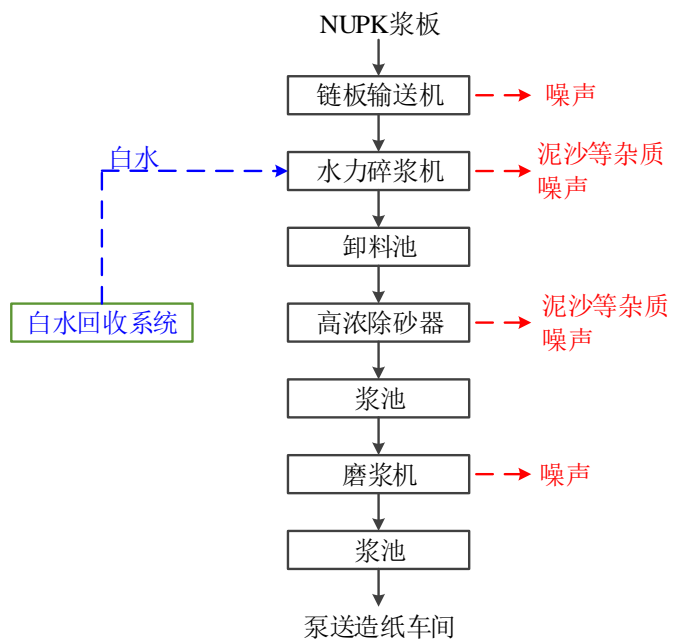 NUPK浆板
链板输送机
噪声
白水
水力碎浆机
泥沙等杂质
噪声
卸料池
白水回收系统
高浓除砂器
泥沙等杂质
噪声
浆池
磨浆机
噪声
浆池
泵送造纸车间